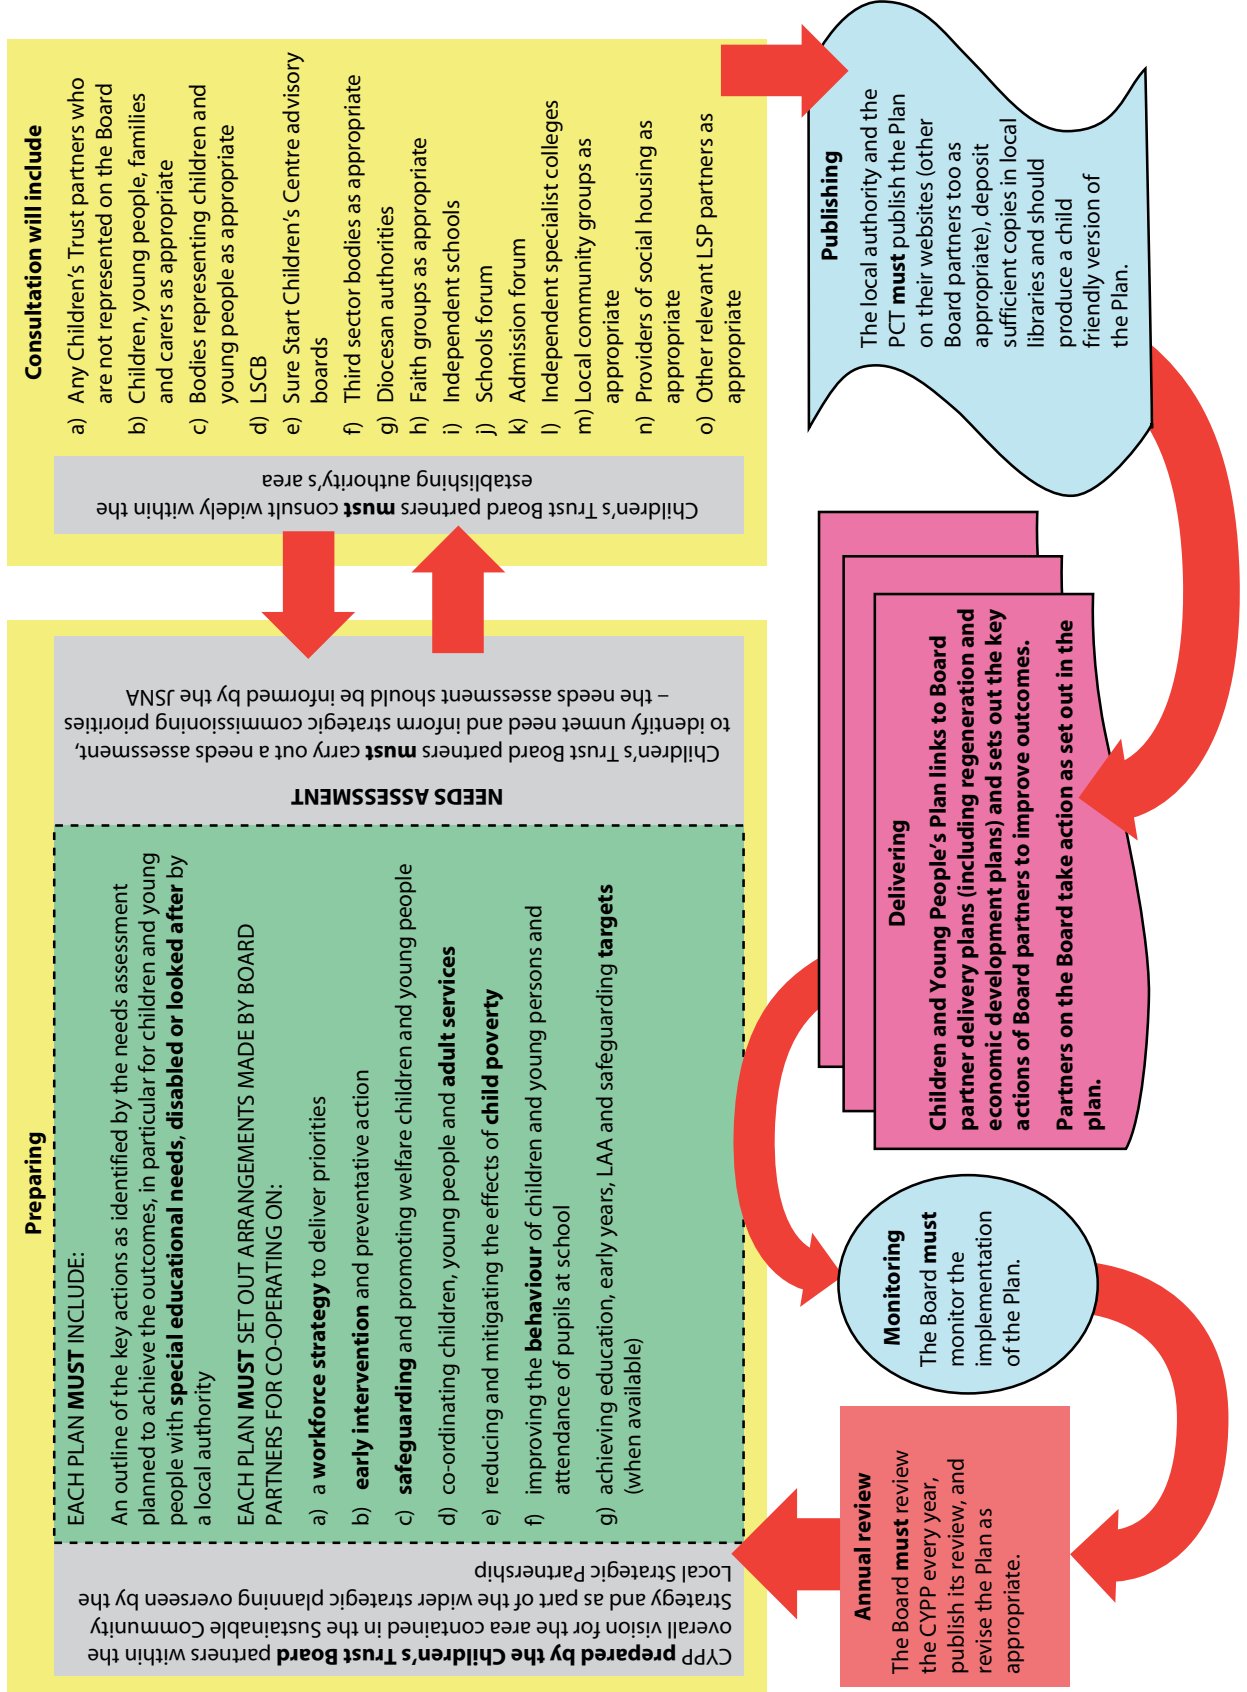 Preparing
CYPP prepared by the Children's Trust Board partners within the
overall vision for the area contained in the Sustainable Community
Strategy and as part of the wider strategic planning overseen by the
Local Strategic Partnership
EACH PLAN MUST INCLUDE:
An outline of the key actions as identified by the needs assessment
planned to achieve the outcomes, in particular for children and young
people with special educational needs, disabled or looked after by
a local authority
EACH PLAN MUST SET OUT ARRANGEMENTS MADE BY BOARD
PARTNERS FOR CO-OPERATING ON:
a) a workforce strategy to deliver priorities
b) early intervention and preventative action
c) safeguarding and promoting welfare children and young people
d) co-ordinating children, young people and adult services
e) reducing and mitigating the effects of child poverty
f) improving the behaviour of children and young persons and
attendance of pupils at school
g) achieving education, early years, LAA and safeguarding targets
(when available)
NEEDS ASSESSMENT
Children's Trust Board partners must carry out a needs assessment,
to identify unmet need and inform strategic commissioning priorities
– the needs assessment should be informed by the JSNA
Children's Trust Board partners must consult widely within the
establishing authority's area
Consultation will include
a) Any Children's Trust partners who
are not represented on the Board
b) Children, young people, families
and carers as appropriate
c) Bodies representing children and
young people as appropriate
d) LSCB
e) Sure Start Children's Centre advisory
boards
f) Third sector bodies as appropriate
g) Diocesan authorities
h) Faith groups as appropriate
i) Independent schools
j) Schools forum
k) Admission forum
l) Independent specialist colleges
m) Local community groups as
appropriate
n) Providers of social housing as
appropriate
o) Other relevant LSP partners as
appropriate
Publishing
The local authority and the
PCT must publish the Plan
on their websites (other
Board partners too as
appropriate), deposit
sufficient copies in local
libraries and should
produce a child
friendly version of
the Plan.
Delivering
Children and Young People's Plan links to Board
partner delivery plans (including regeneration and
economic development plans) and sets out the key
actions of Board partners to improve outcomes.
Partners on the Board take action as set out in the
plan.
Monitoring
The Board must
monitor the
implementation
of the Plan.
Annual review
The Board must review
the CYPP every year,
publish its review, and
revise the Plan as
appropriate.